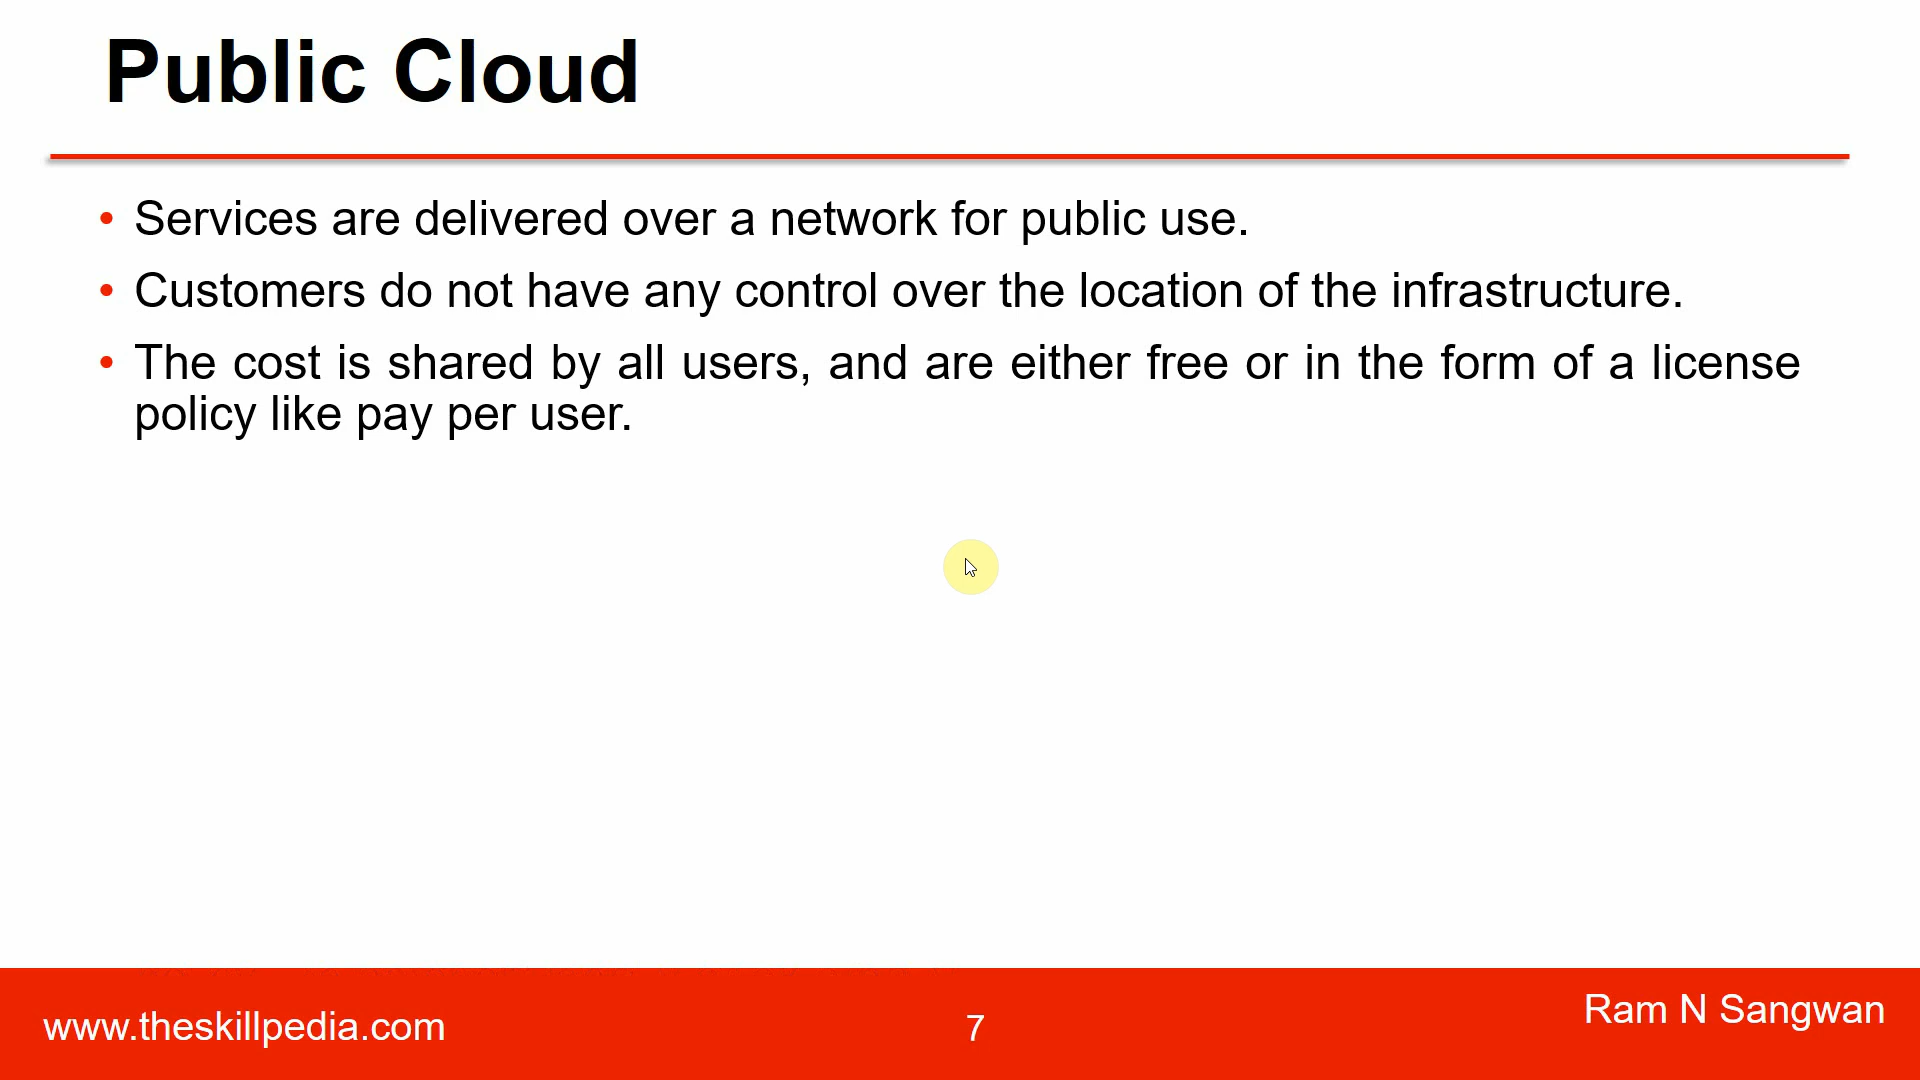 Public Cloud
• Services are delivered over a network for public use.
• Customers do not have any control over the location of the infrastructure.
• The cost is shared by all users, and are either free or in the form of a license
policy like pay per user.
www.theskillpedia.com
7
Ram N Sangwan